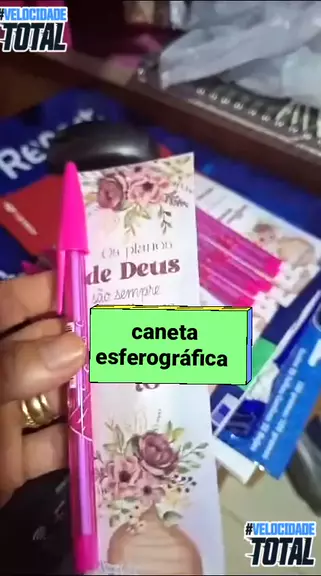 #VELOCIDADE
TOTAL
Os planos
de Deus
são sempre
caneta
esferográfica
#VELOCIDADE
TOTAL